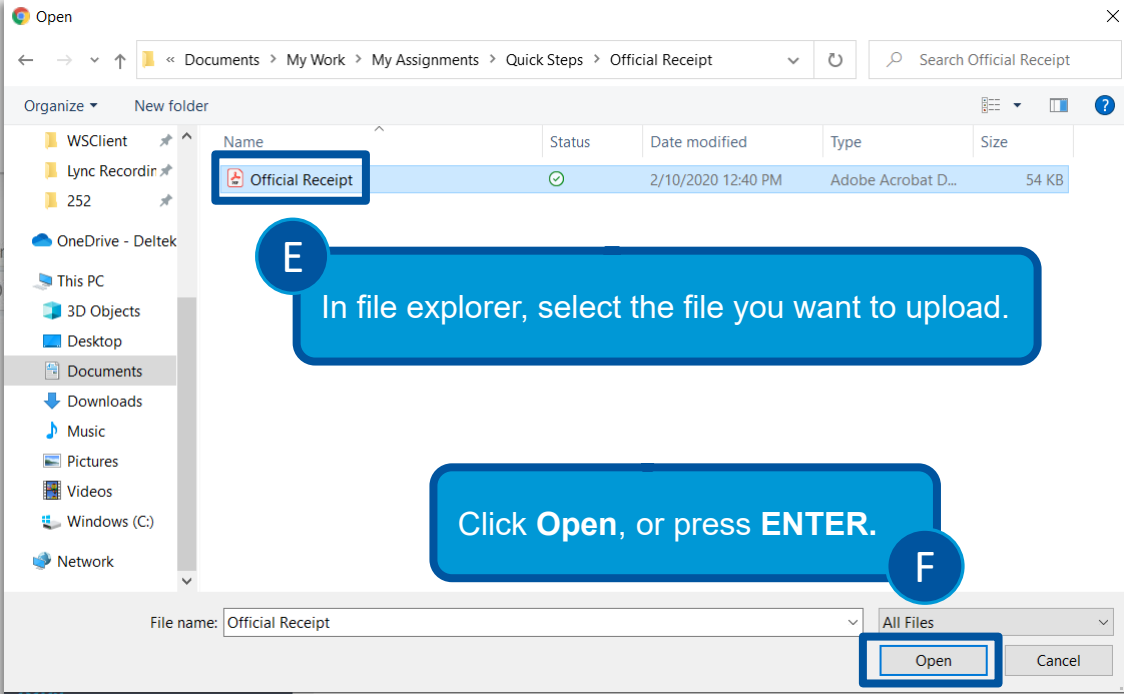 Open
« Documents > My Work > My Assignments > Quick Steps > Official Receipt
Search Official Receipt
Organize
New folder
?
Name
Status
Date modified
Type
Size
Official Receipt
2/10/2020 12:40 PM
Adobe Acrobat D...
54 KB
WSClient
Lync Recordin
252
OneDrive - Deltek
This PC
3D Objects
Desktop
Documents
Downloads
Music
Pictures
Videos
Windows (C:)
Network
E
In file explorer, select the file you want to upload.
Click Open, or press ENTER.
F
File name:
Official Receipt
All Files
Open
Cancel